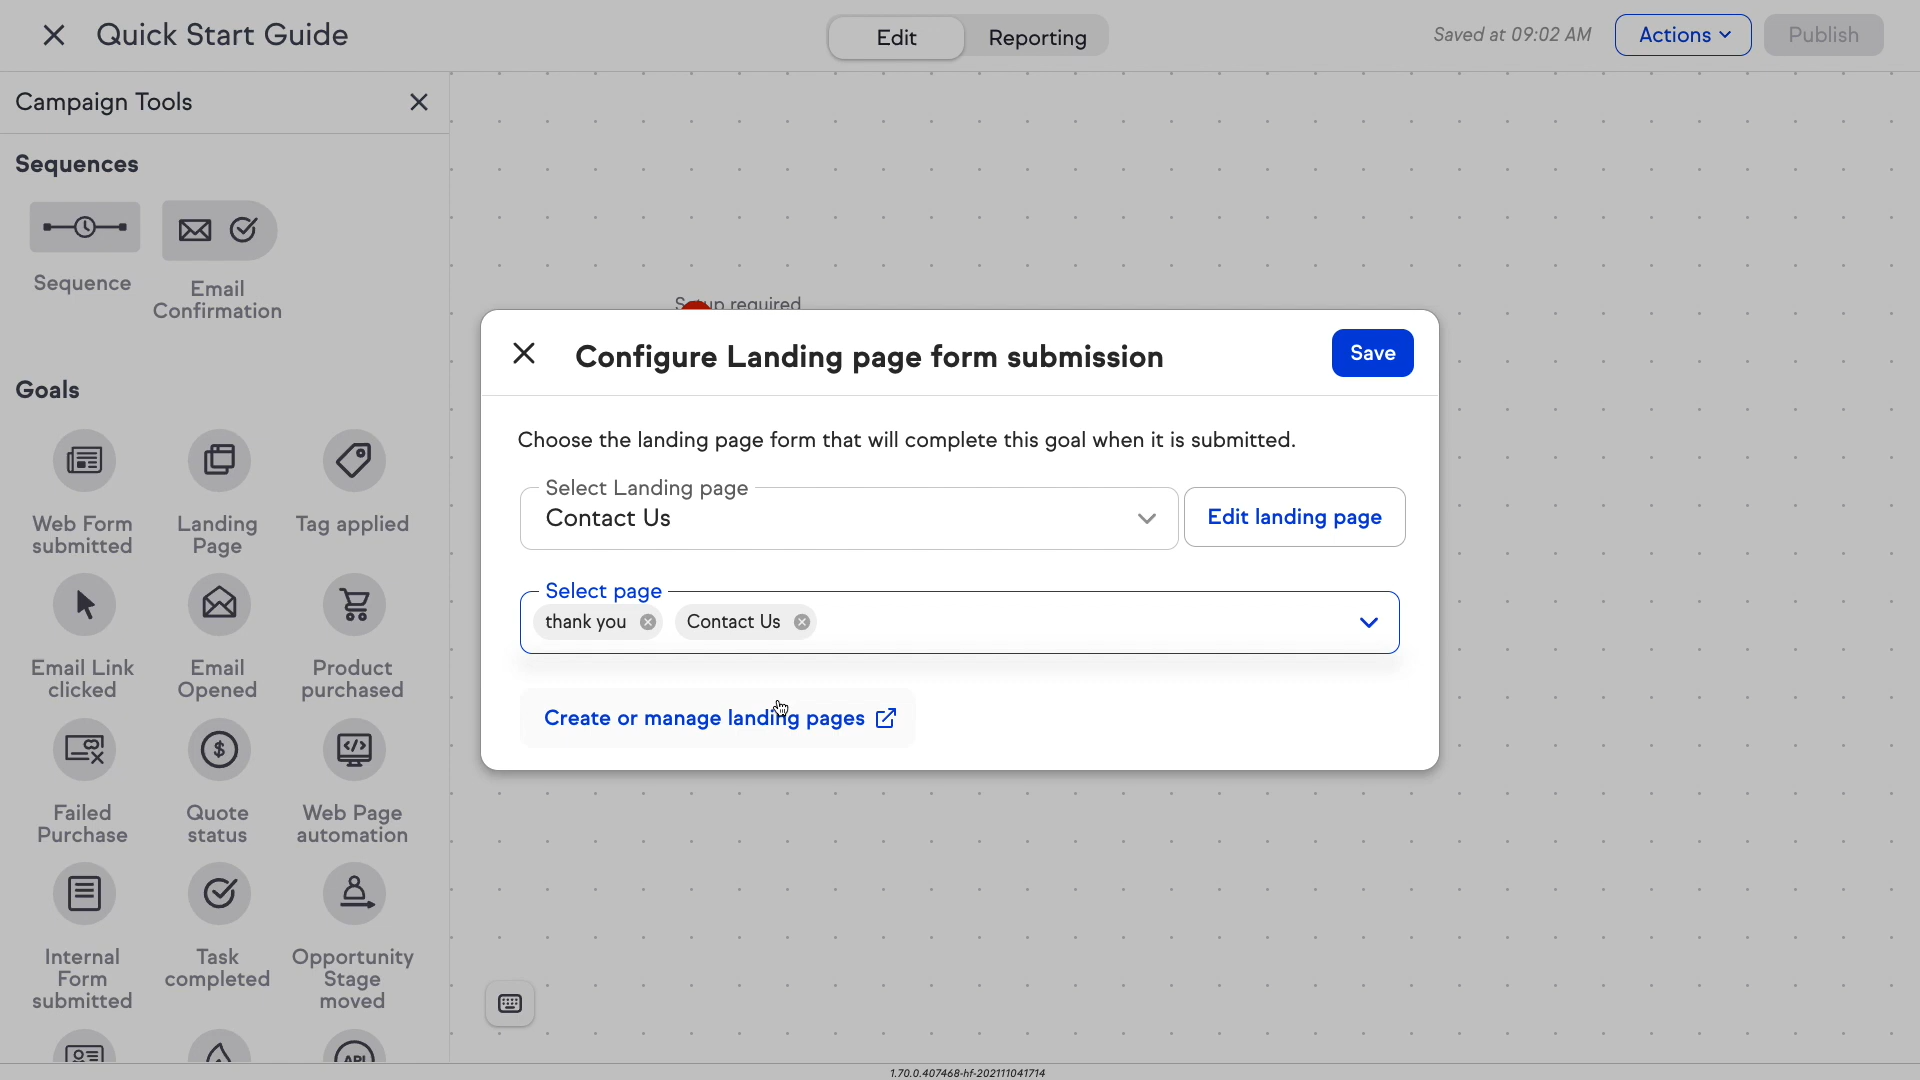 Quick Start Guide
Edit
Reporting
Saved at 09:02 AM
Actions
Publish
Campaign Tools
Sequences
Sequence
Email
Confirmation
Goals
Web Form
submitted
Landing
Page
Tag applied
Email Link
clicked
Email
Opened
Product
purchased
Failed
Purchase
Quote
status
Web Page
automation
Internal
Form
submitted
Task
completed
Opportunity
Stage
moved
API
Setup required
Configure Landing page form submission
Save
Choose the landing page form that will complete this goal when it is submitted.
Select Landing page
Contact Us
Edit landing page
Select page
thank you
Contact Us
Create or manage landing pages
1.70.0.407468-hf-202111041714